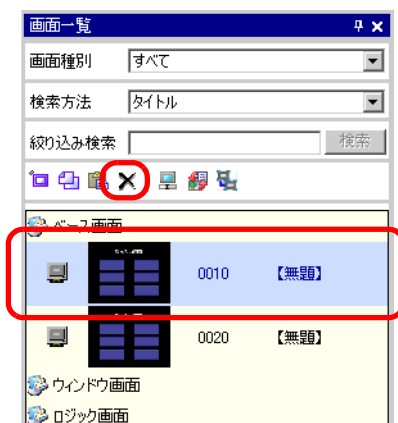 画面一覧
画面種別 すべて
検索方法 タイトル
絞り込み検索 検索
ベース画面
0010 【無題】
0020 【無題】
ウィンドウ画面
ロジック画面